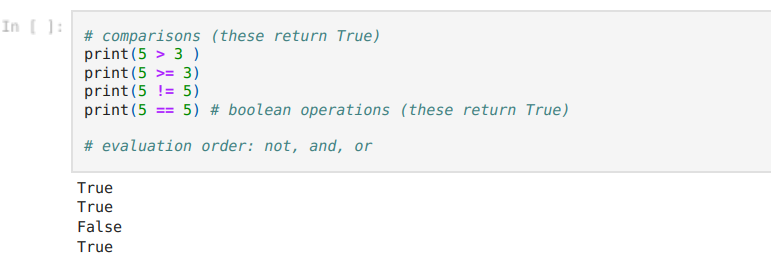 In [ ]:
# comparisons (these return True)
print(5 > 3 )
print(5 >= 3)
print(5 != 5)
print(5 == 5) # boolean operations (these return True)
# evaluation order: not, and, or
True
True
False
True